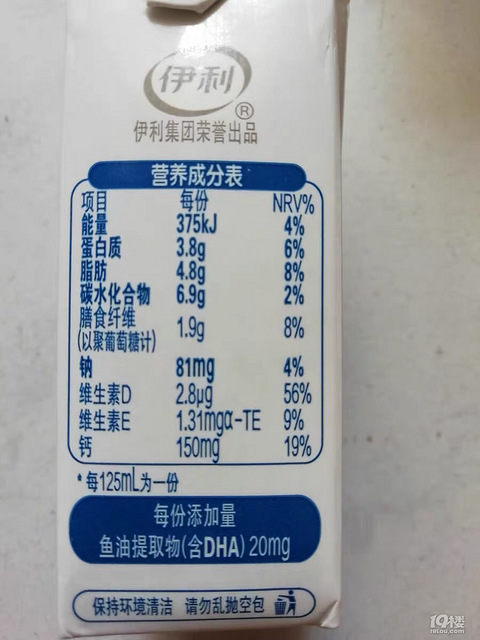 伊利
®
伊利集团荣誉出品
营养成分表
项目 每份 NRV%
能量 375kJ 4%
蛋白质 3.8g 6%
脂肪 4.8g 8%
碳水化合物 6.9g 2%
膳食纤维
(以聚葡萄糖计) 1.9g 8%
钠 81mg 4%
维生素D 2.8μg 56%
维生素E 1.31mgα-TE 9%
钙 150mg 19%
*每125mL为一份
每份添加量
鱼油提取物(含DHA) 20mg
保持环境清洁 请勿乱抛空包
19楼
19lou.com